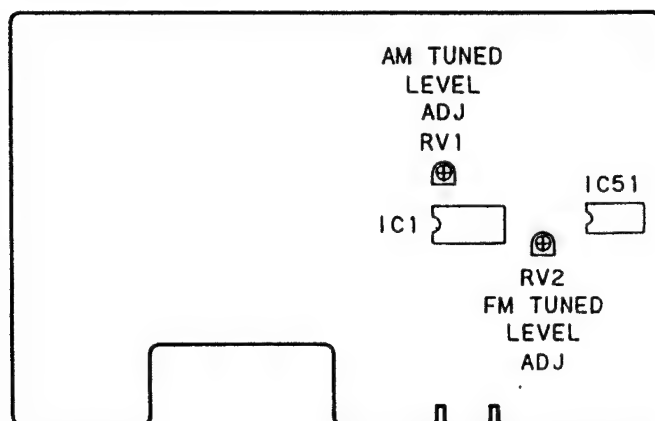 AM TUNED
LEVEL
ADJ
RV1
IC51
IC1
RV2
FM TUNED
LEVEL
ADJ